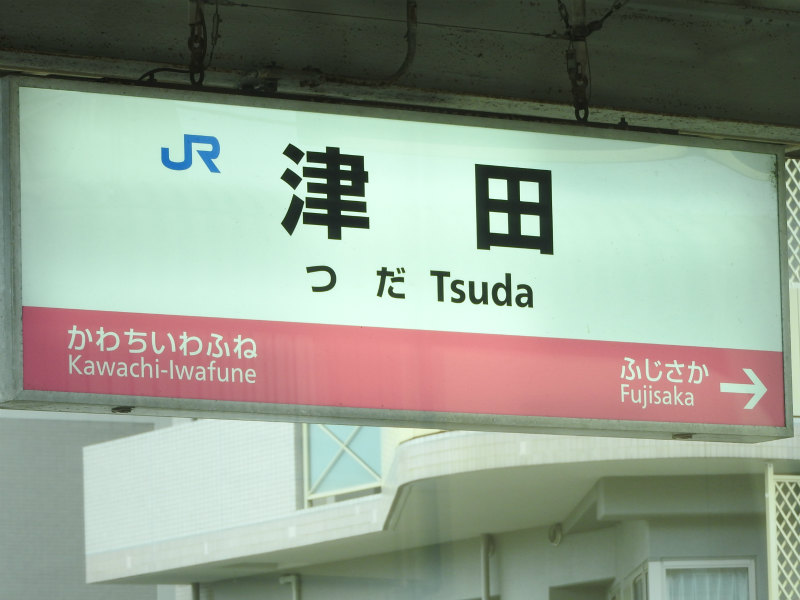 JR 津田
つだ Tsuda
かわちいわふね ふじさか →
Kawachi-Iwafune Fujisaka